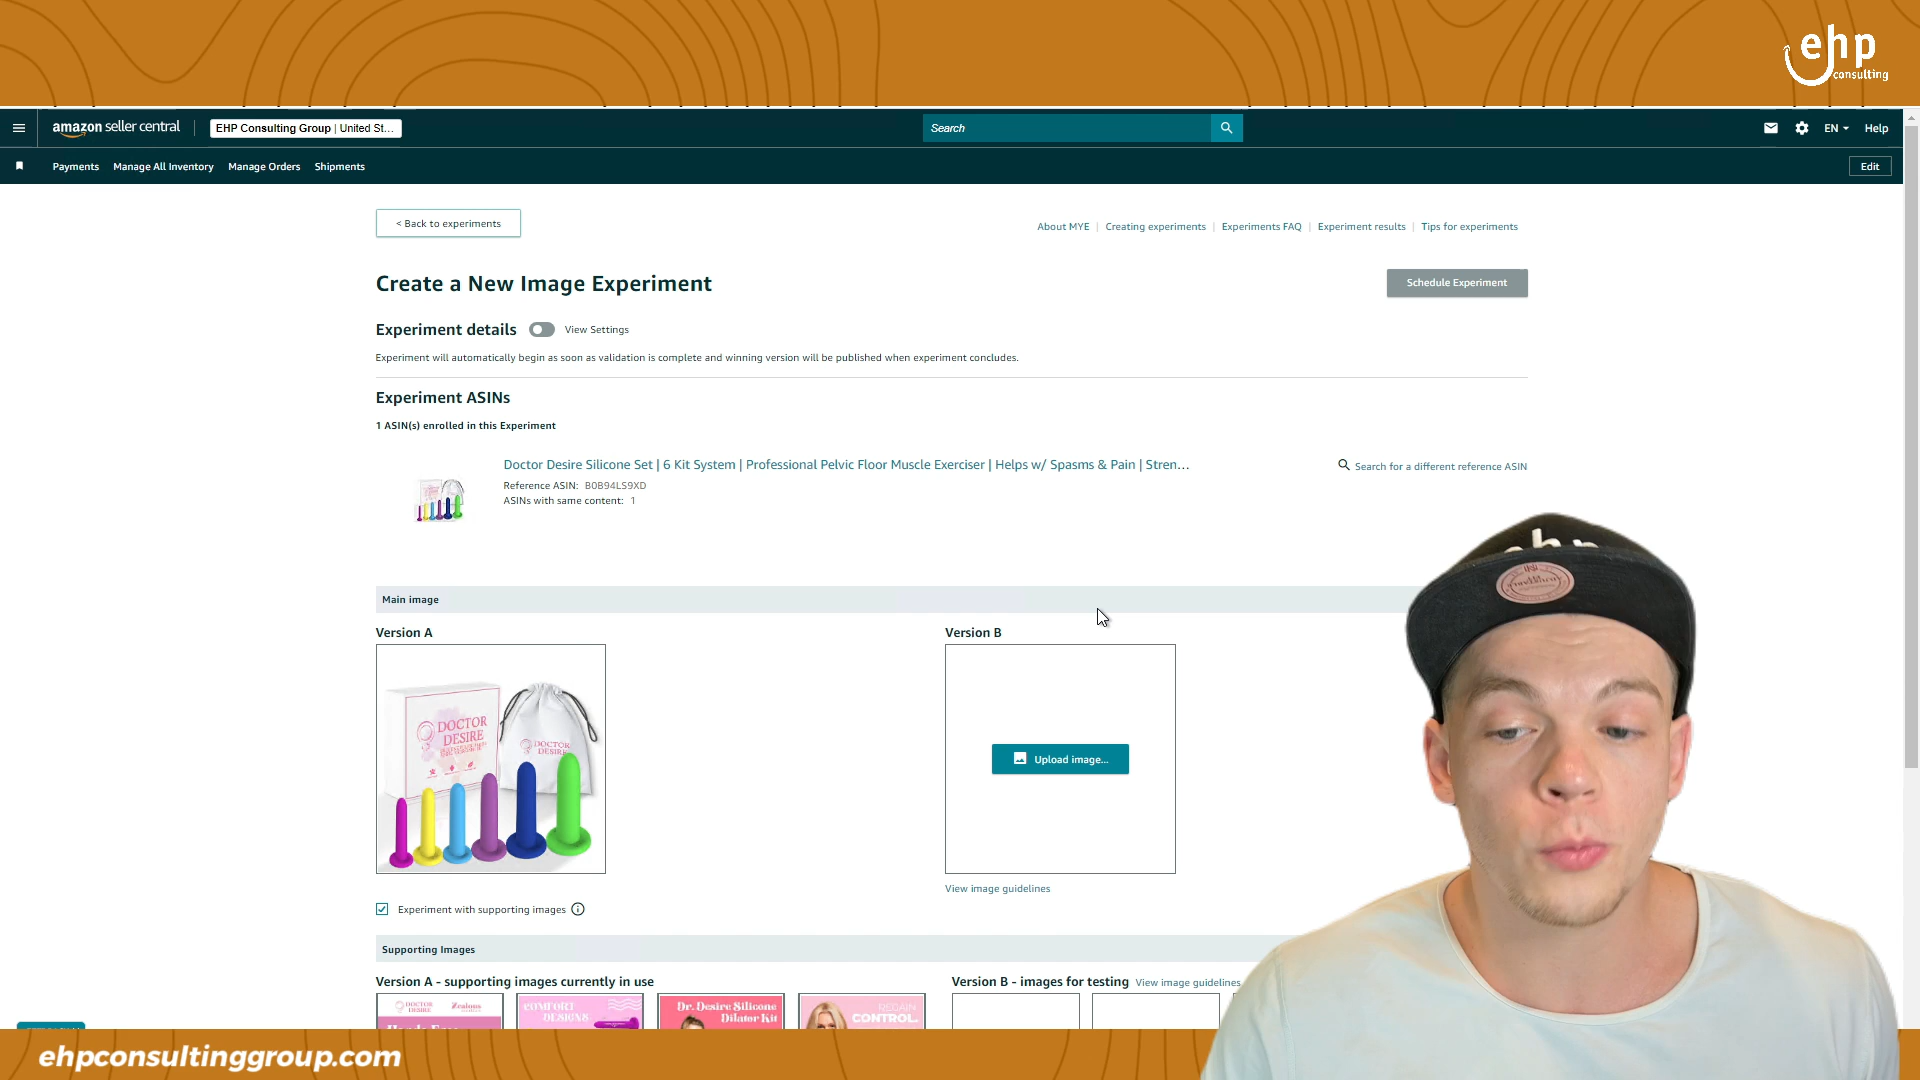 ehp
consulting
amazon seller central
EHP Consulting Group | United St...
Search
EN
Help
Payments
Manage All Inventory
Manage Orders
Shipments
Edit
< Back to experiments
About MYE | Creating experiments | Experiments FAQ | Experiment results | Tips for experiments
Create a New Image Experiment
Schedule Experiment
Experiment details
View Settings
Experiment will automatically begin as soon as validation is complete and winning version will be published when experiment concludes.
Experiment ASINs
1 ASIN(s) enrolled in this Experiment
Doctor Desire Silicone Set | 6 Kit System | Professional Pelvic Floor Muscle Exerciser | Helps w/ Spasms & Pain | Stren...
Search for a different reference ASIN
Reference ASIN: B0B94LS9XD
ASINs with same content: 1
Main image
Version A
Version B
DOCTOR
DESIRE
DOCTOR
DESIRE
Upload image...
View image guidelines
Experiment with supporting images
Supporting Images
Version A - supporting images currently in use
Version B - images for testing
View image guidelines
DOCTOR
DESIRE
Zealous
COMFORT
DESIGNS
Dr. Desire Silicone
Dilator Kit
REGAIN
CONTROL.
ehp
ehpconsultinggroup.com